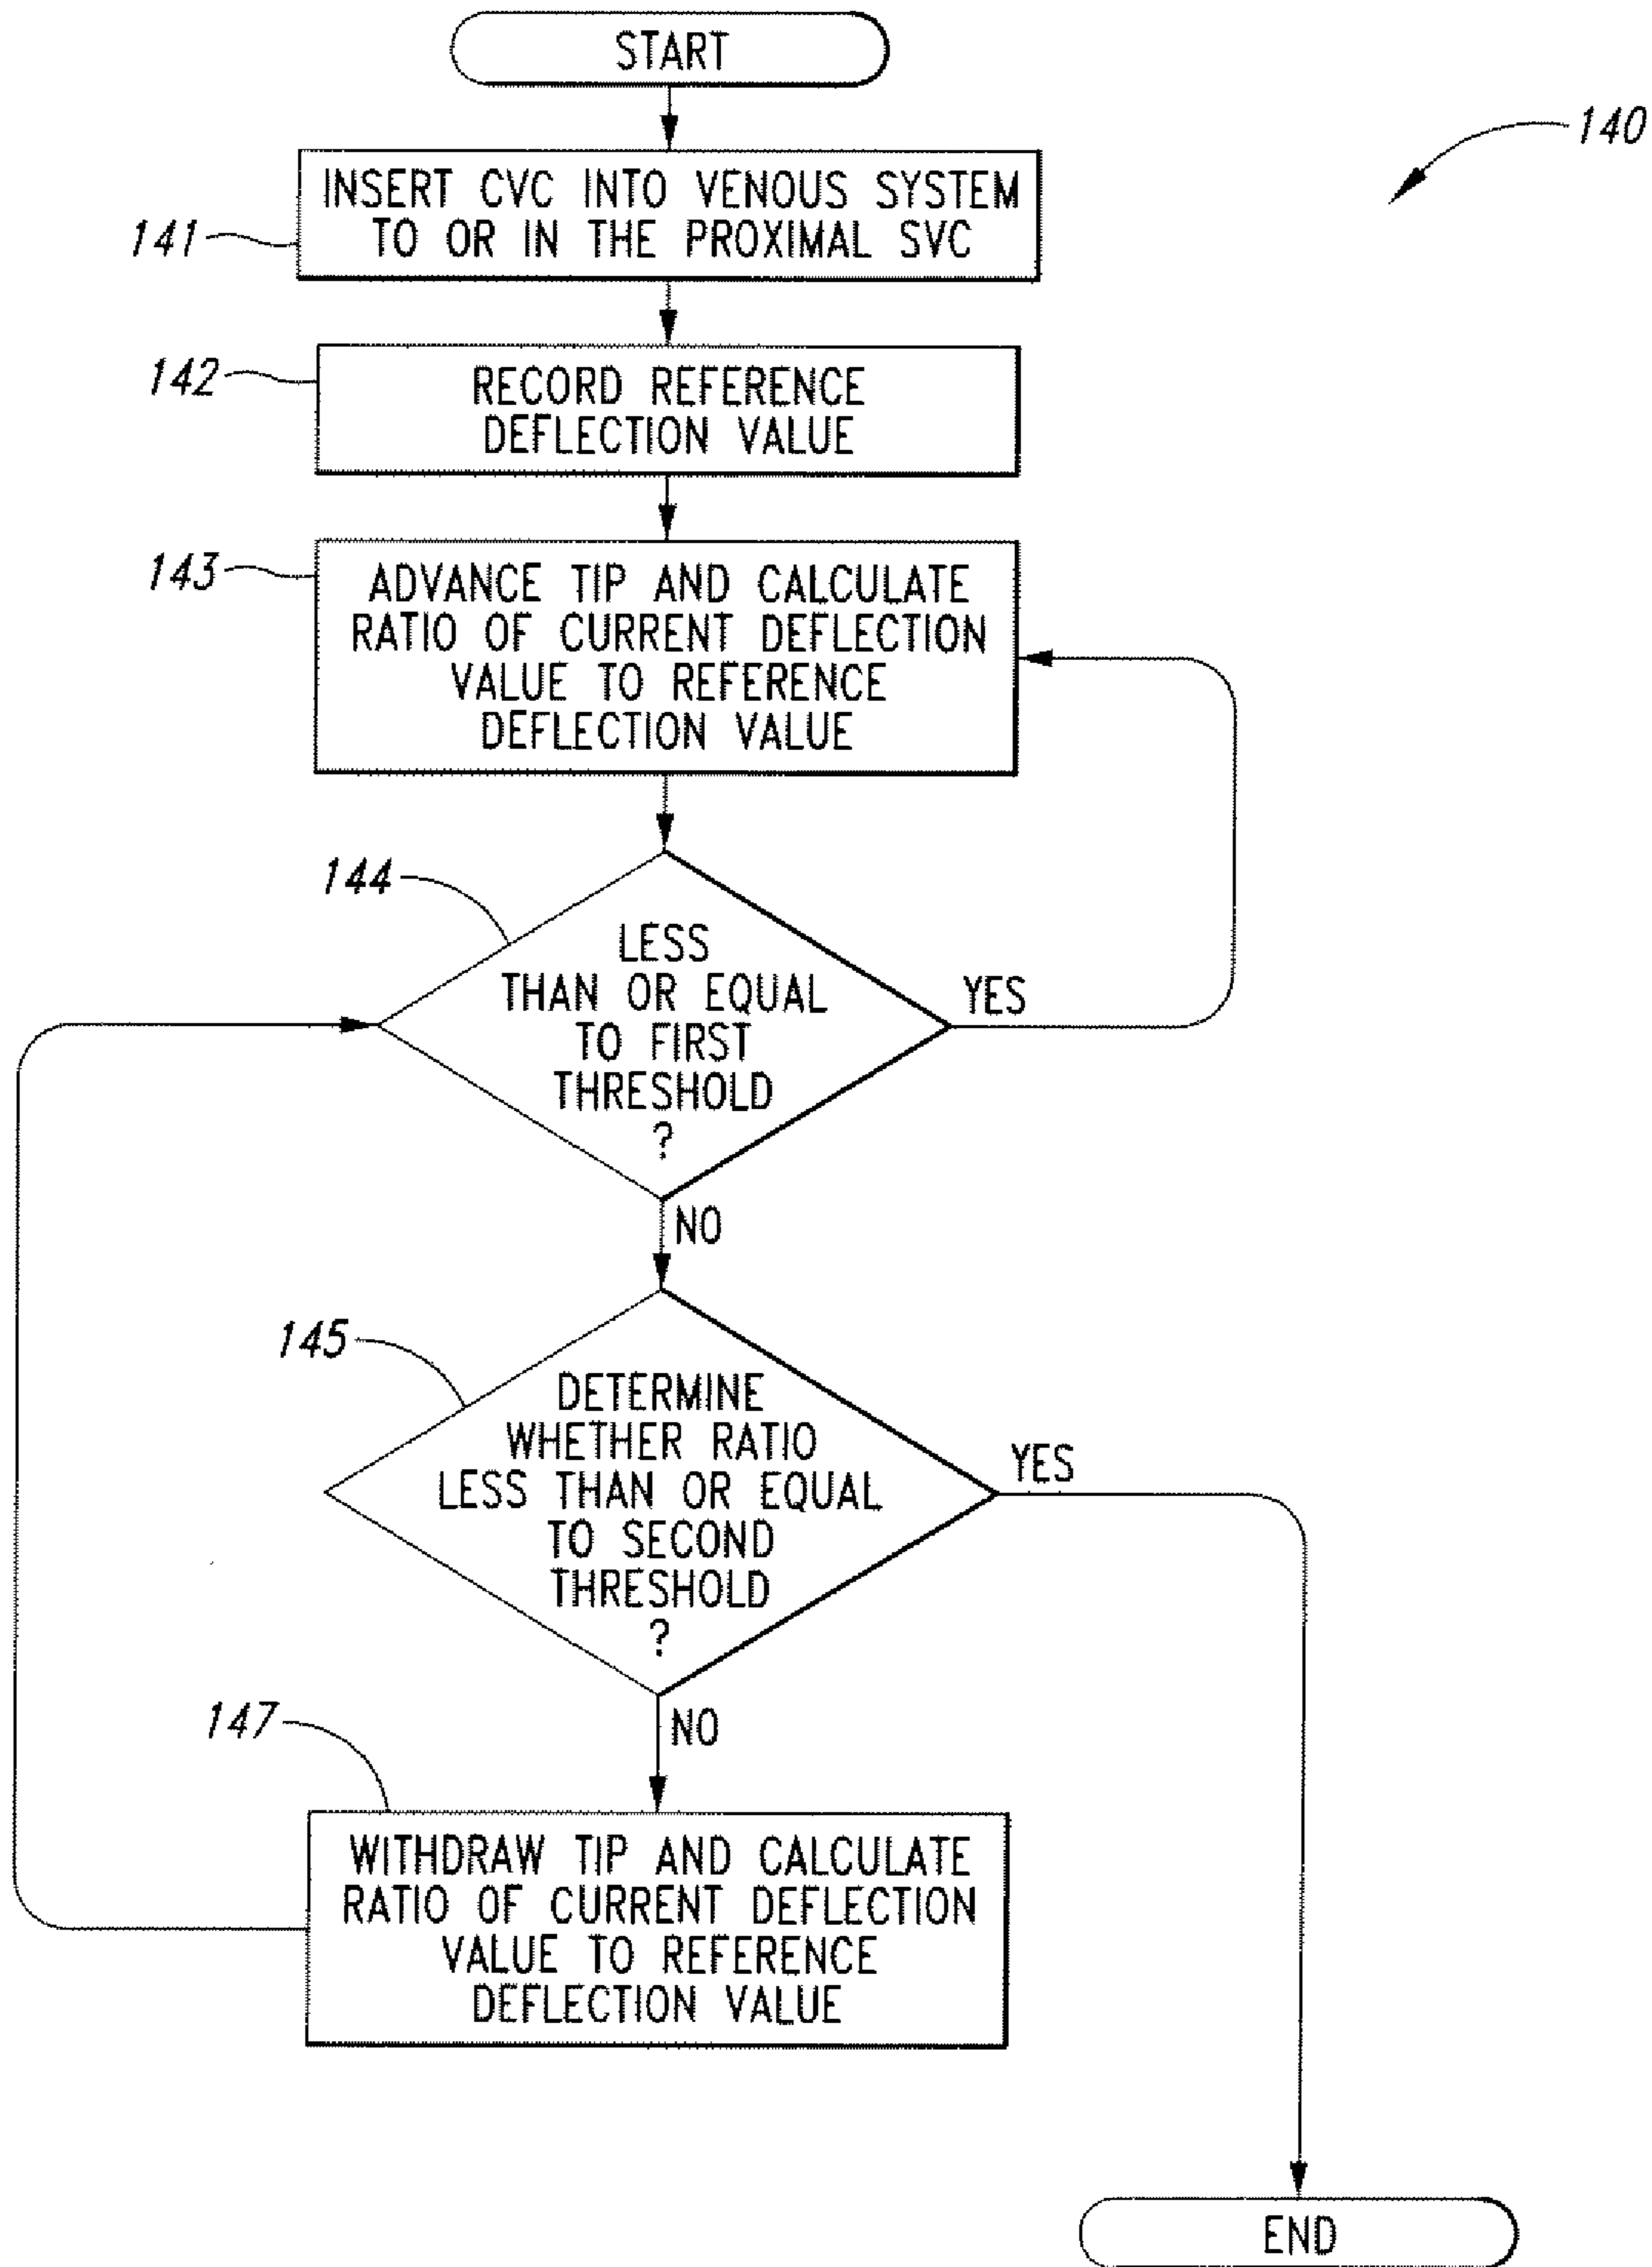 START
140
INSERT CVC INTO VENOUS SYSTEM
TO OR IN THE PROXIMAL SVC
141
142
RECORD REFERENCE
DEFLECTION VALUE
143
ADVANCE TIP AND CALCULATE
RATIO OF CURRENT DEFLECTION
VALUE TO REFERENCE
DEFLECTION VALUE
144
LESS
THAN OR EQUAL
TO FIRST
THRESHOLD
?
YES
NO
145
DETERMINE
WHETHER RATIO
LESS THAN OR EQUAL
TO SECOND
THRESHOLD
?
YES
NO
147
WITHDRAW TIP AND CALCULATE
RATIO OF CURRENT DEFLECTION
VALUE TO REFERENCE
DEFLECTION VALUE
END